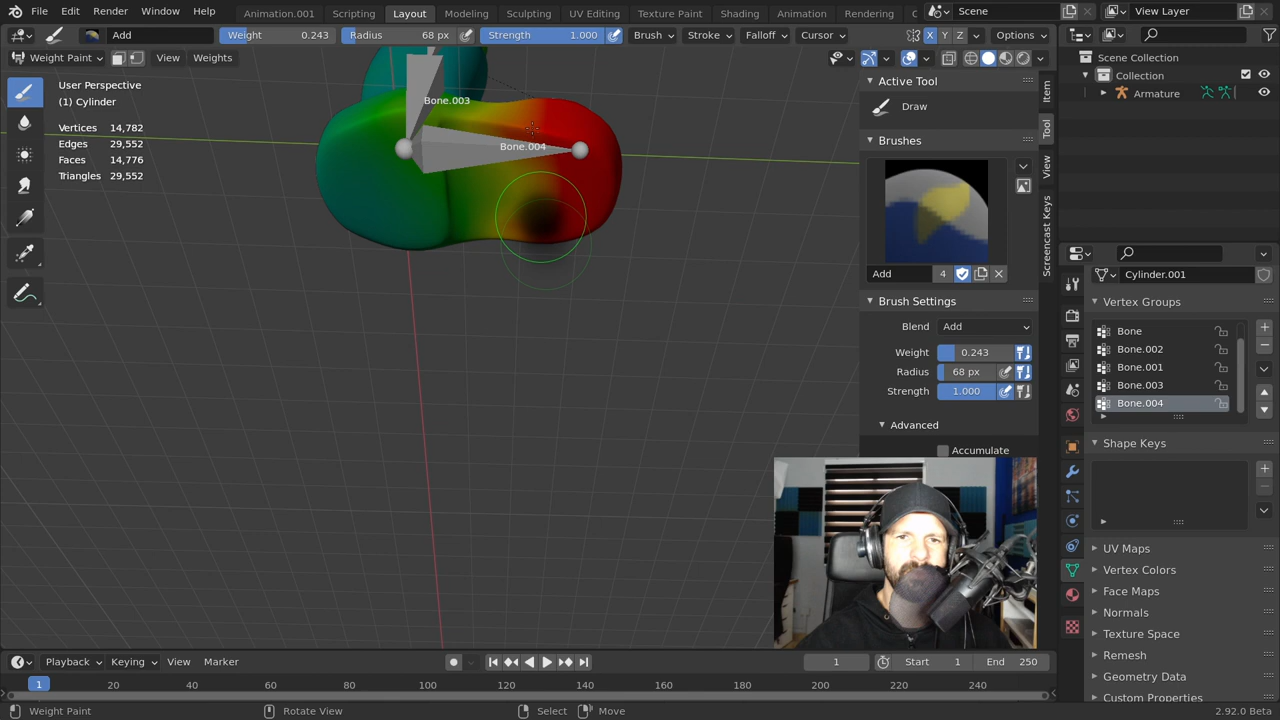 File Edit Render Window Help
Animation.001 Scripting Layout Modeling Sculpting UV Editing Texture Paint Shading Animation Rendering
Scene View Layer
Add Weight 0.243 Radius 68 px Strength 1.000 Brush Stroke Falloff Cursor X Y Z Options
Weight Paint View Weights
User Perspective
(1) Cylinder
Vertices 14,782
Edges 29,552
Faces 14,776
Triangles 29,552
Bone.003
Bone.004
Active Tool
Draw
Brushes
Add 4
Brush Settings
Blend Add
Weight 0.243
Radius 68 px
Strength 1.000
Advanced
Accumulate
Item
Tool
View
Screencast Keys
Scene Collection
Collection
Armature
Cylinder.001
Vertex Groups
Bone
Bone.002
Bone.001
Bone.003
Bone.004
Shape Keys
UV Maps
Vertex Colors
Face Maps
Normals
Texture Space
Remesh
Geometry Data
Custom Properties
Playback Keying View Marker
1 Start 1 End 250
1 20 40 60 80 100 120 140 160 180 200 220 240
Weight Paint Rotate View Select Move 2.92.0 Beta